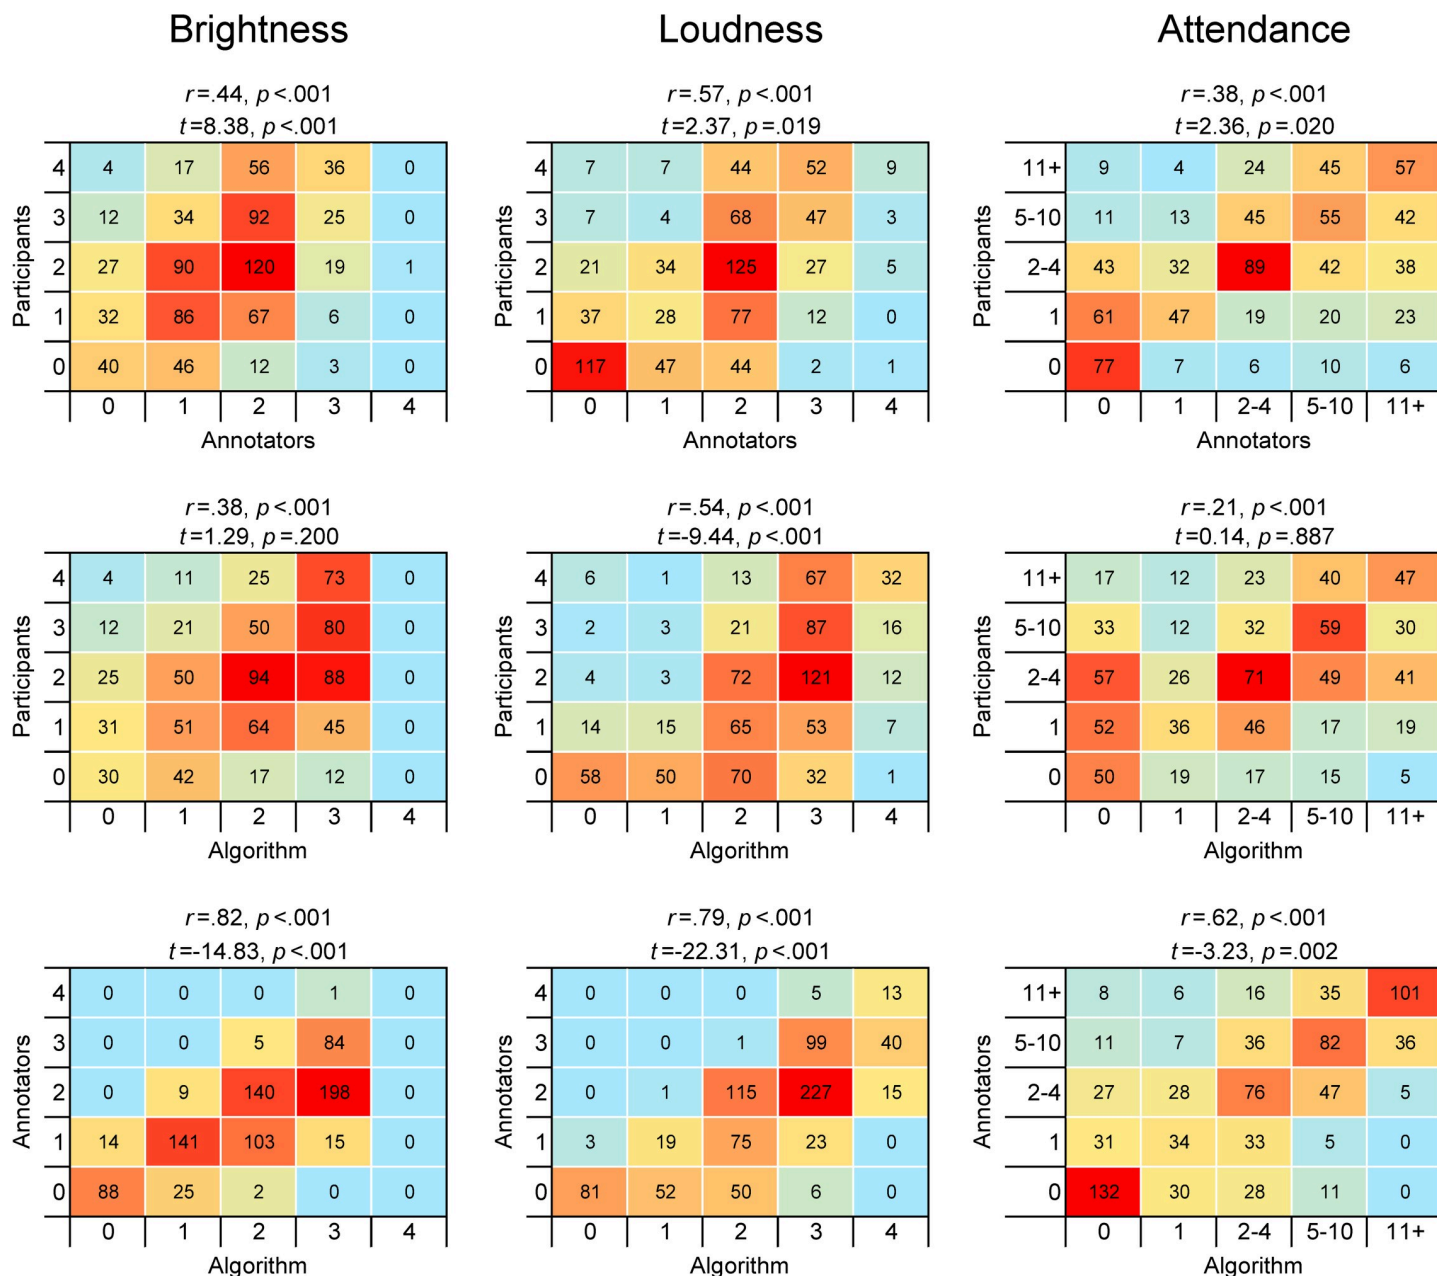 Brightness Loudness Attendance
r=.44, p<.001 r=.57, p<.001 r=.38, p<.001
t=8.38, p<.001 t=2.37, p=.019 t=2.36, p=.020
Participants
4 4 17 56 36 0
3 12 34 92 25 0
2 27 90 120 19 1
1 32 86 67 6 0
0 40 46 12 3 0
0 1 2 3 4
Annotators
Participants
4 7 7 44 52 9
3 7 4 68 47 3
2 21 34 125 27 5
1 37 28 77 12 0
0 117 47 44 2 1
0 1 2 3 4
Annotators
Participants
11+ 9 4 24 45 57
5-10 11 13 45 55 42
2-4 43 32 89 42 38
1 61 47 19 20 23
0 77 7 6 10 6
0 1 2-4 5-10 11+
Annotators
r=.38, p<.001 r=.54, p<.001 r=.21, p<.001
t=1.29, p=.200 t=-9.44, p<.001 t=0.14, p=.887
Participants
4 4 11 25 73 0
3 12 21 50 80 0
2 25 50 94 88 0
1 31 51 64 45 0
0 30 42 17 12 0
0 1 2 3 4
Algorithm
Participants
4 6 1 13 67 32
3 2 3 21 87 16
2 4 3 72 121 12
1 14 15 65 53 7
0 58 50 70 32 1
0 1 2 3 4
Algorithm
Participants
11+ 17 12 23 40 47
5-10 33 12 32 59 30
2-4 57 26 71 49 41
1 52 36 46 17 19
0 50 19 17 15 5
0 1 2-4 5-10 11+
Algorithm
r=.82, p<.001 r=.79, p<.001 r=.62, p<.001
t=-14.83, p<.001 t=-22.31, p<.001 t=-3.23, p=.002
Annotators
4 0 0 0 1 0
3 0 0 5 84 0
2 0 9 140 198 0
1 14 141 103 15 0
0 88 25 2 0 0
0 1 2 3 4
Algorithm
Annotators
4 0 0 0 5 13
3 0 0 1 99 40
2 0 1 115 227 15
1 3 19 75 23 0
0 81 52 50 6 0
0 1 2 3 4
Algorithm
Annotators
11+ 8 6 16 35 101
5-10 11 7 36 82 36
2-4 27 28 76 47 5
1 31 34 33 5 0
0 132 30 28 11 0
0 1 2-4 5-10 11+
Algorithm